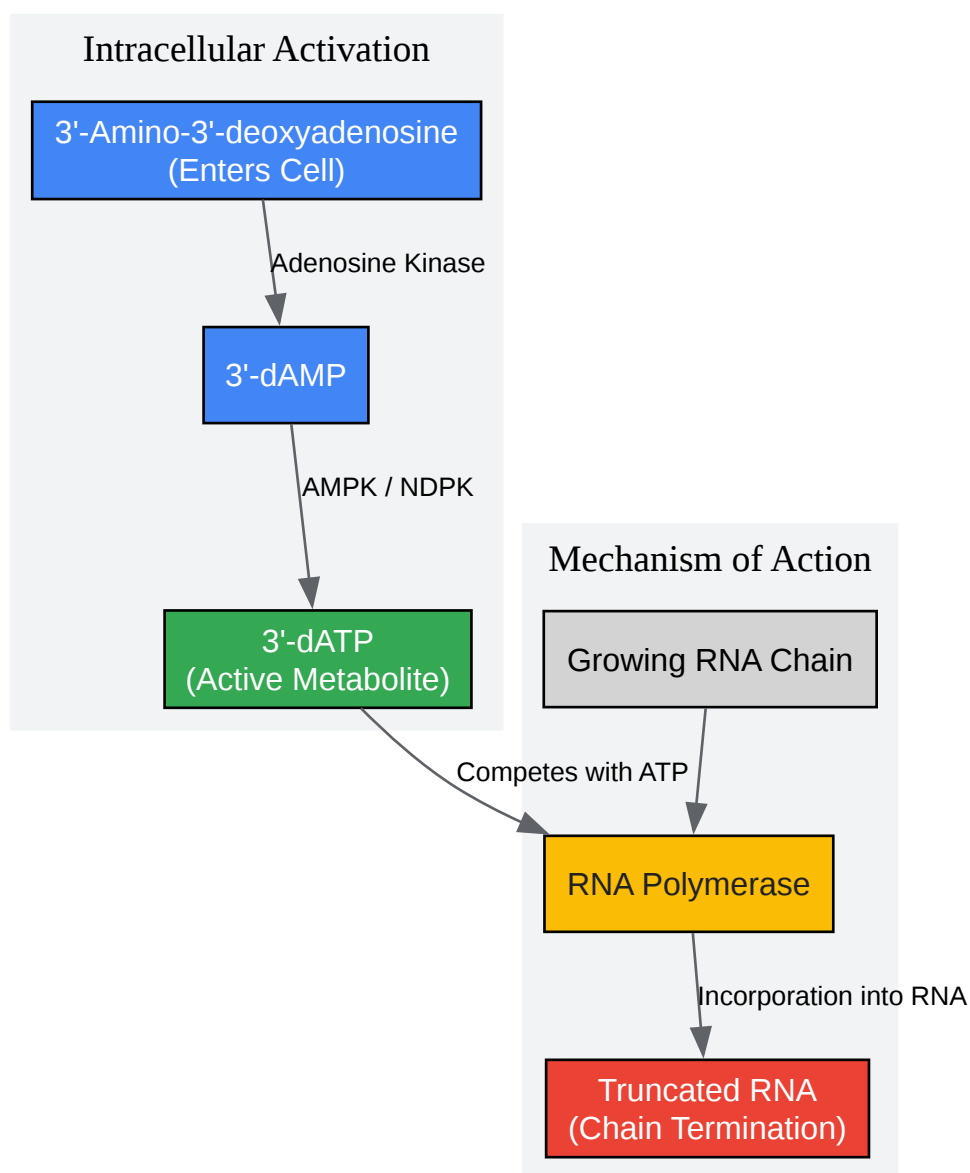 Intracellular Activation
3'-Amino-3'-deoxyadenosine
(Enters Cell)
Adenosine Kinase
3'-dAMP
AMPK / NDPK
3'-dATP
(Active Metabolite)
Mechanism of Action
Growing RNA Chain
Competes with ATP
RNA Polymerase
Incorporation into RNA
Truncated RNA
(Chain Termination)